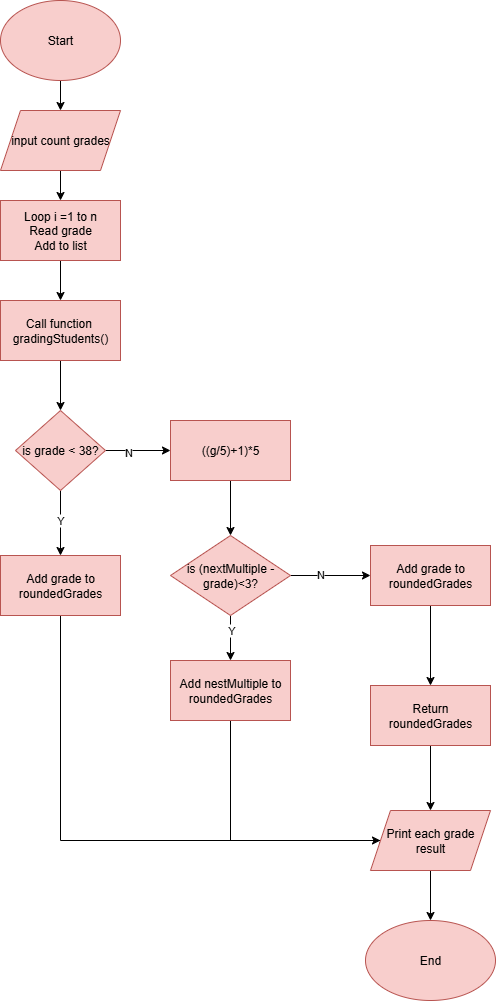 Start
input count grades
Loop i =1 to n
Read grade
Add to list
Call function
gradingStudents()
is grade < 38?
N
((g/5)+1)*5
Y
is (nextMultiple -
grade)<3?
N
Add grade to
roundedGrades
Add grade to
roundedGrades
Y
Add nestMultiple to
roundedGrades
Return
roundedGrades
Print each grade
result
End